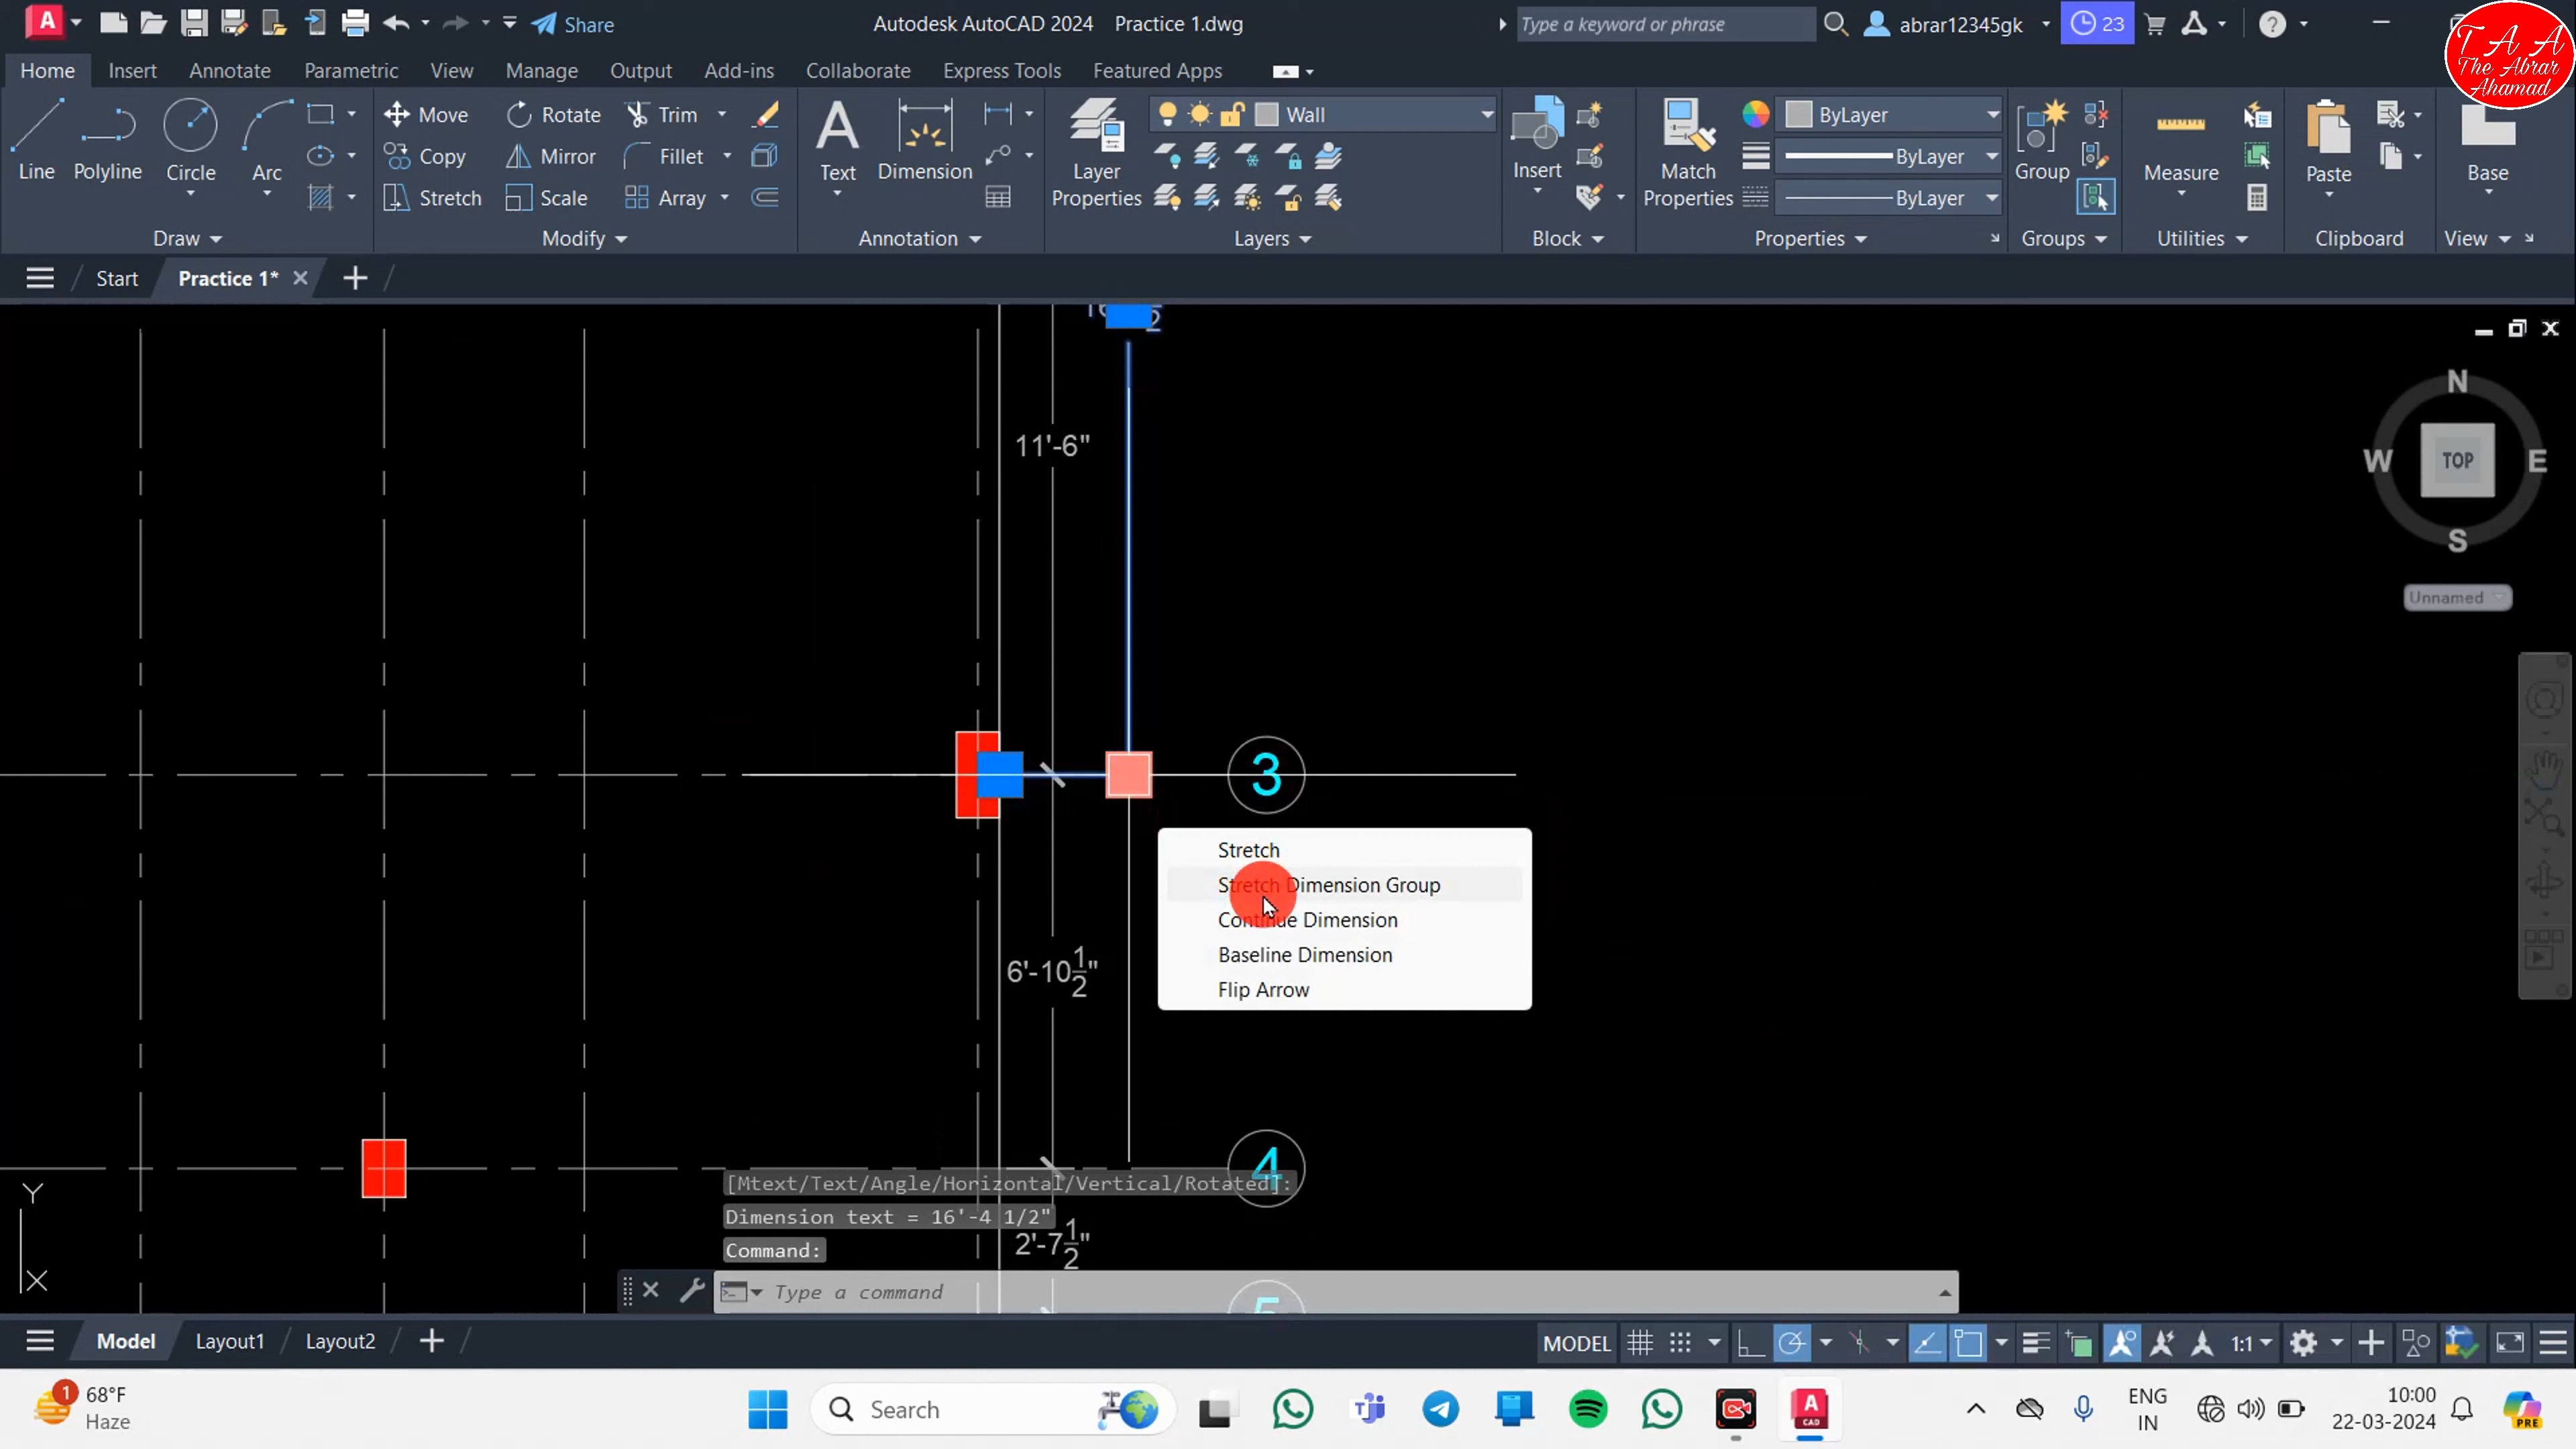 Share
Autodesk AutoCAD 2024 Practice 1.dwg
Type a keyword or phrase
abrar12345gk
23
T A A
The Abrar
Ahamad
Home Insert Annotate Parametric View Manage Output Add-ins Collaborate Express Tools Featured Apps
Line Polyline Circle Arc
Move Rotate Trim
Copy Mirror Fillet
Stretch Scale Array
Text Dimension
Layer
Properties
Wall
Insert
Match
Properties
ByLayer
ByLayer
ByLayer
Group
Measure
Paste
Base
Draw Modify Annotation Layers Block Properties Groups Utilities Clipboard View
Start Practice 1*
N
W TOP E
S
Unnamed
11'-6"
3
Stretch
Stretch Dimension Group
Continue Dimension
Baseline Dimension
Flip Arrow
6'-10 1/2"
4
[Mtext/Text/Angle/Horizontal/Vertical/Rotated]:
Dimension text = 16'-4 1/2"
2'-7 1/2"
Command:
Y
X
Type a command
Model Layout1 Layout2
MODEL
1:1
1
68°F
Haze
Search
A
CAD
ENG
IN
10:00
22-03-2024
PRE